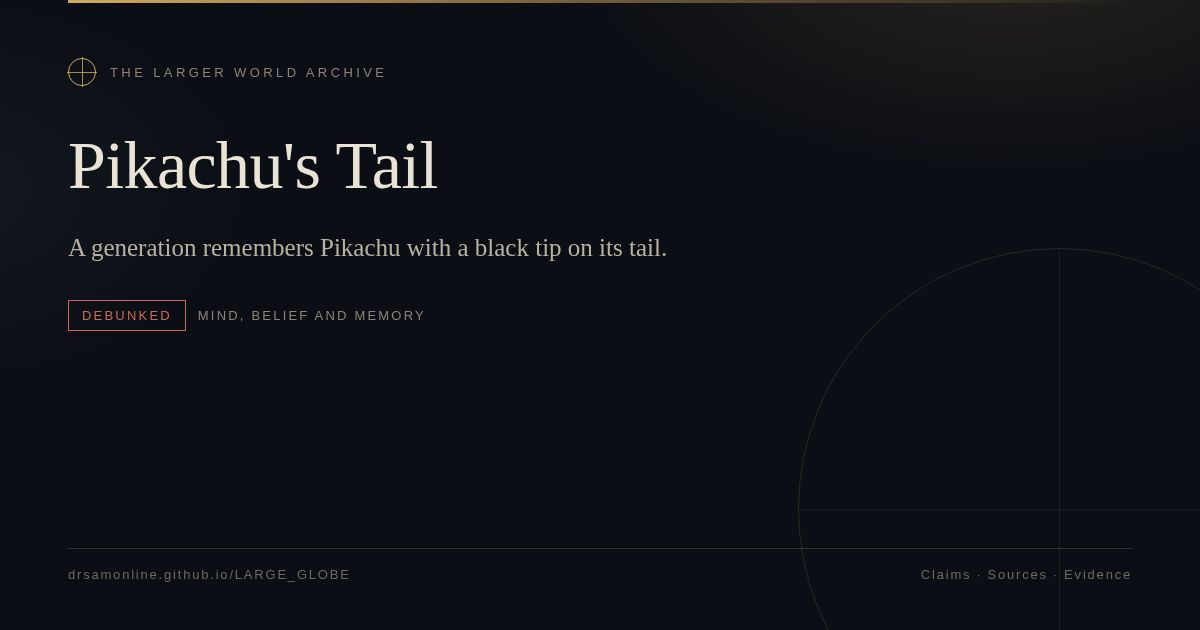 THE LARGER WORLD ARCHIVE
Pikachu's Tail
A generation remembers Pikachu with a black tip on its tail.
DEBUNKED MIND, BELIEF AND MEMORY
drsamonline.github.io/LARGE_GLOBE Claims · Sources · Evidence